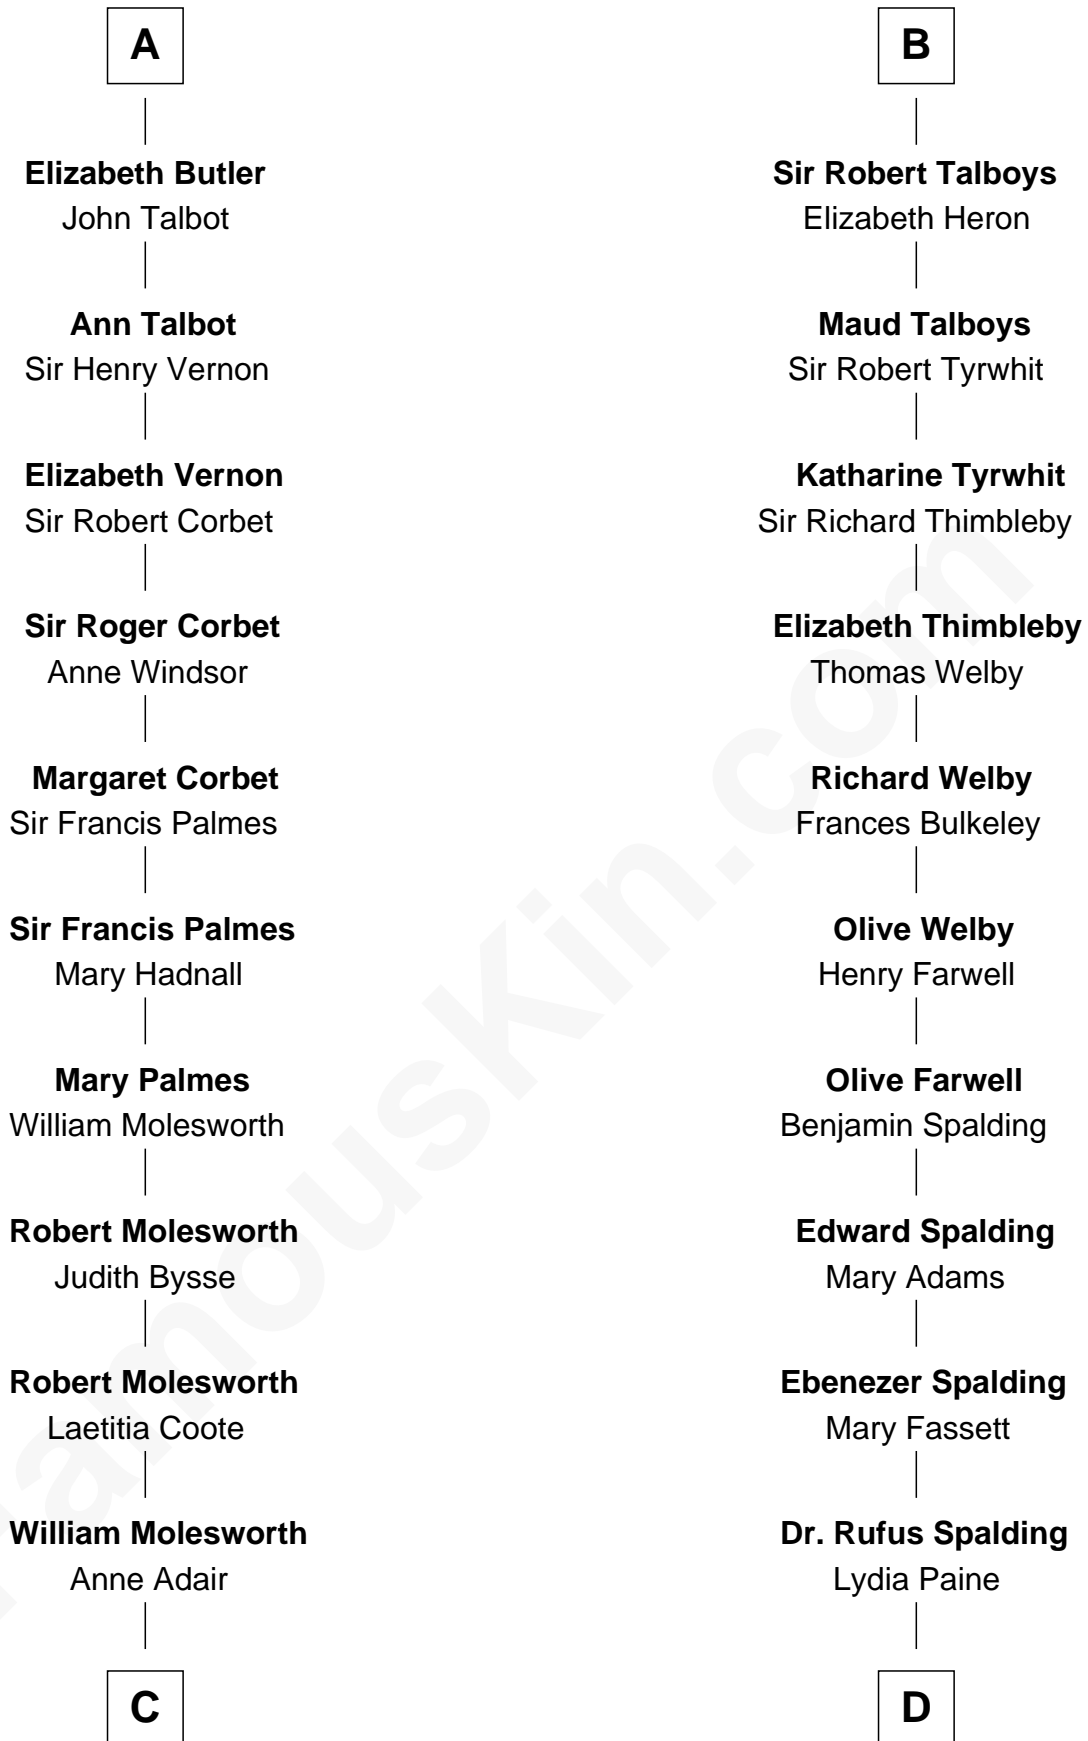 A
Elizabeth Butler
John Talbot
Ann Talbot
Sir Henry Vernon
Elizabeth Vernon
Sir Robert Corbet
Sir Roger Corbet
Anne Windsor
Margaret Corbet
Sir Francis Palmes
Sir Francis Palmes
Mary Hadnall
Mary Palmes
William Molesworth
Robert Molesworth
Judith Bysse
Robert Molesworth
Laetitia Coote
William Molesworth
Anne Adair
C
B
Sir Robert Talboys
Elizabeth Heron
Maud Talboys
Sir Robert Tyrwhit
Katharine Tyrwhit
Sir Richard Thimbleby
Elizabeth Thimbleby
Thomas Welby
Richard Welby
Frances Bulkeley
Olive Welby
Henry Farwell
Olive Farwell
Benjamin Spalding
Edward Spalding
Mary Adams
Ebenezer Spalding
Mary Fassett
Dr. Rufus Spalding
Lydia Paine
D
FamousKin.com